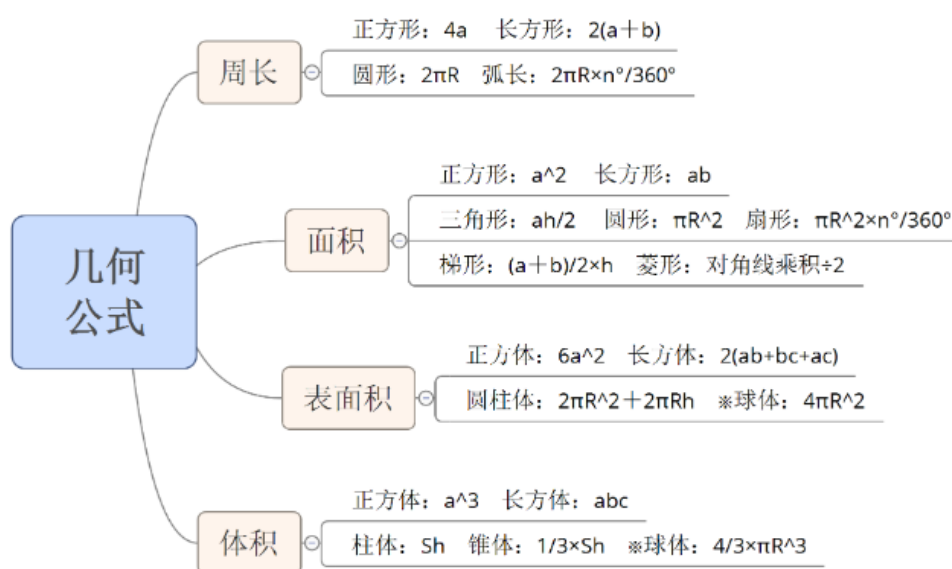 几何
公式
周长
正方形：4a 长方形：2(a＋b)
圆形：2πR 弧长：2πR×n°/360°
面积
正方形：a^2 长方形：ab
三角形：ah/2 圆形：πR^2 扇形：πR^2×n°/360°
梯形：(a＋b)/2×h 菱形：对角线乘积÷2
表面积
正方体：6a^2 长方体：2(ab+bc+ac)
圆柱体：2πR^2＋2πRh ※球体：4πR^2
体积
正方体：a^3 长方体：abc
柱体：Sh 锥体：1/3×Sh ※球体：4/3×πR^3